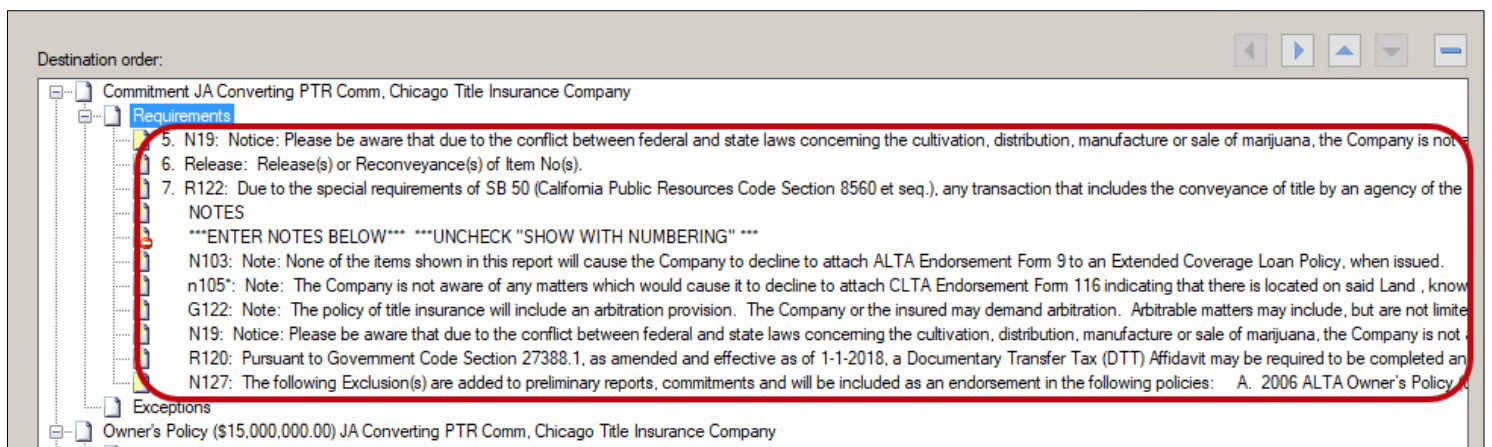 Destination order:
Commitment JA Converting PTR Comm, Chicago Title Insurance Company
Requirements
5. N19: Notice: Please be aware that due to the conflict between federal and state laws concerning the cultivation, distribution, manufacture or sale of marijuana, the Company is not a
6. Release: Release(s) or Reconveyance(s) of Item No(s).
7. R122: Due to the special requirements of SB 50 (California Public Resources Code Section 8560 et seq.), any transaction that includes the conveyance of title by an agency of the
NOTES
***ENTER NOTES BELOW*** ***UNCHECK "SHOW WITH NUMBERING" ***
N103: Note: None of the items shown in this report will cause the Company to decline to attach ALTA Endorsement Form 9 to an Extended Coverage Loan Policy, when issued.
n105*: Note: The Company is not aware of any matters which would cause it to decline to attach CLTA Endorsement Form 116 indicating that there is located on said Land , know
G122: Note: The policy of title insurance will include an arbitration provision. The Company or the insured may demand arbitration. Arbitrable matters may include, but are not limite
N19: Notice: Please be aware that due to the conflict between federal and state laws concerning the cultivation, distribution, manufacture or sale of marijuana, the Company is not
R120: Pursuant to Government Code Section 27388.1, as amended and effective as of 1-1-2018, a Documentary Transfer Tax (DTT) Affidavit may be required to be completed an
N127: The following Exclusion(s) are added to preliminary reports, commitments and will be included as an endorsement in the following policies: A. 2006 ALTA Owner's Policy
Exceptions
Owner's Policy ($15,000,000.00) JA Converting PTR Comm, Chicago Title Insurance Company